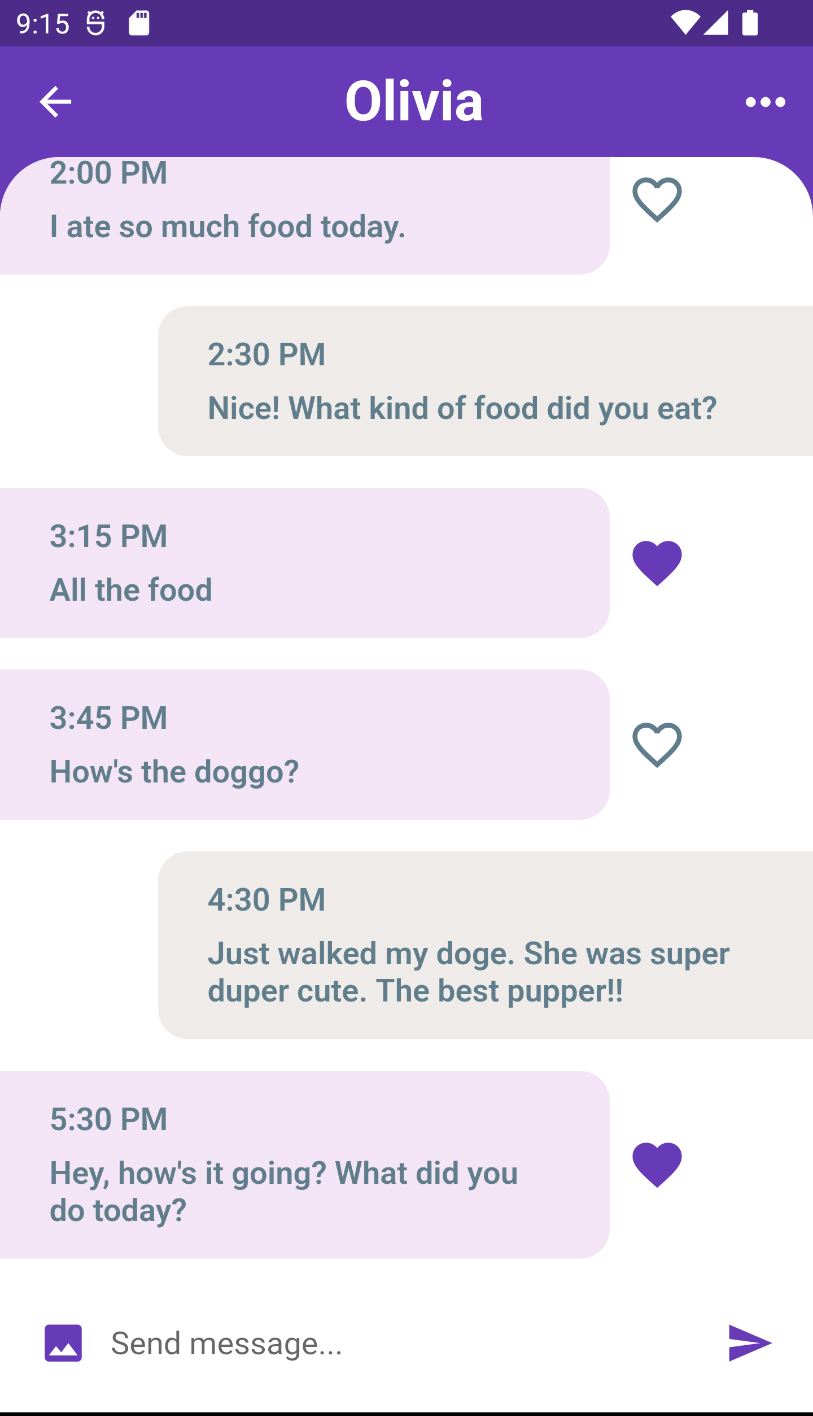 9:15
Olivia
2:00 PM
I ate so much food today.
2:30 PM
Nice! What kind of food did you eat?
3:15 PM
All the food
3:45 PM
How's the doggo?
4:30 PM
Just walked my doge. She was super
duper cute. The best pupper!!
5:30 PM
Hey, how's it going? What did you
do today?
Send message...